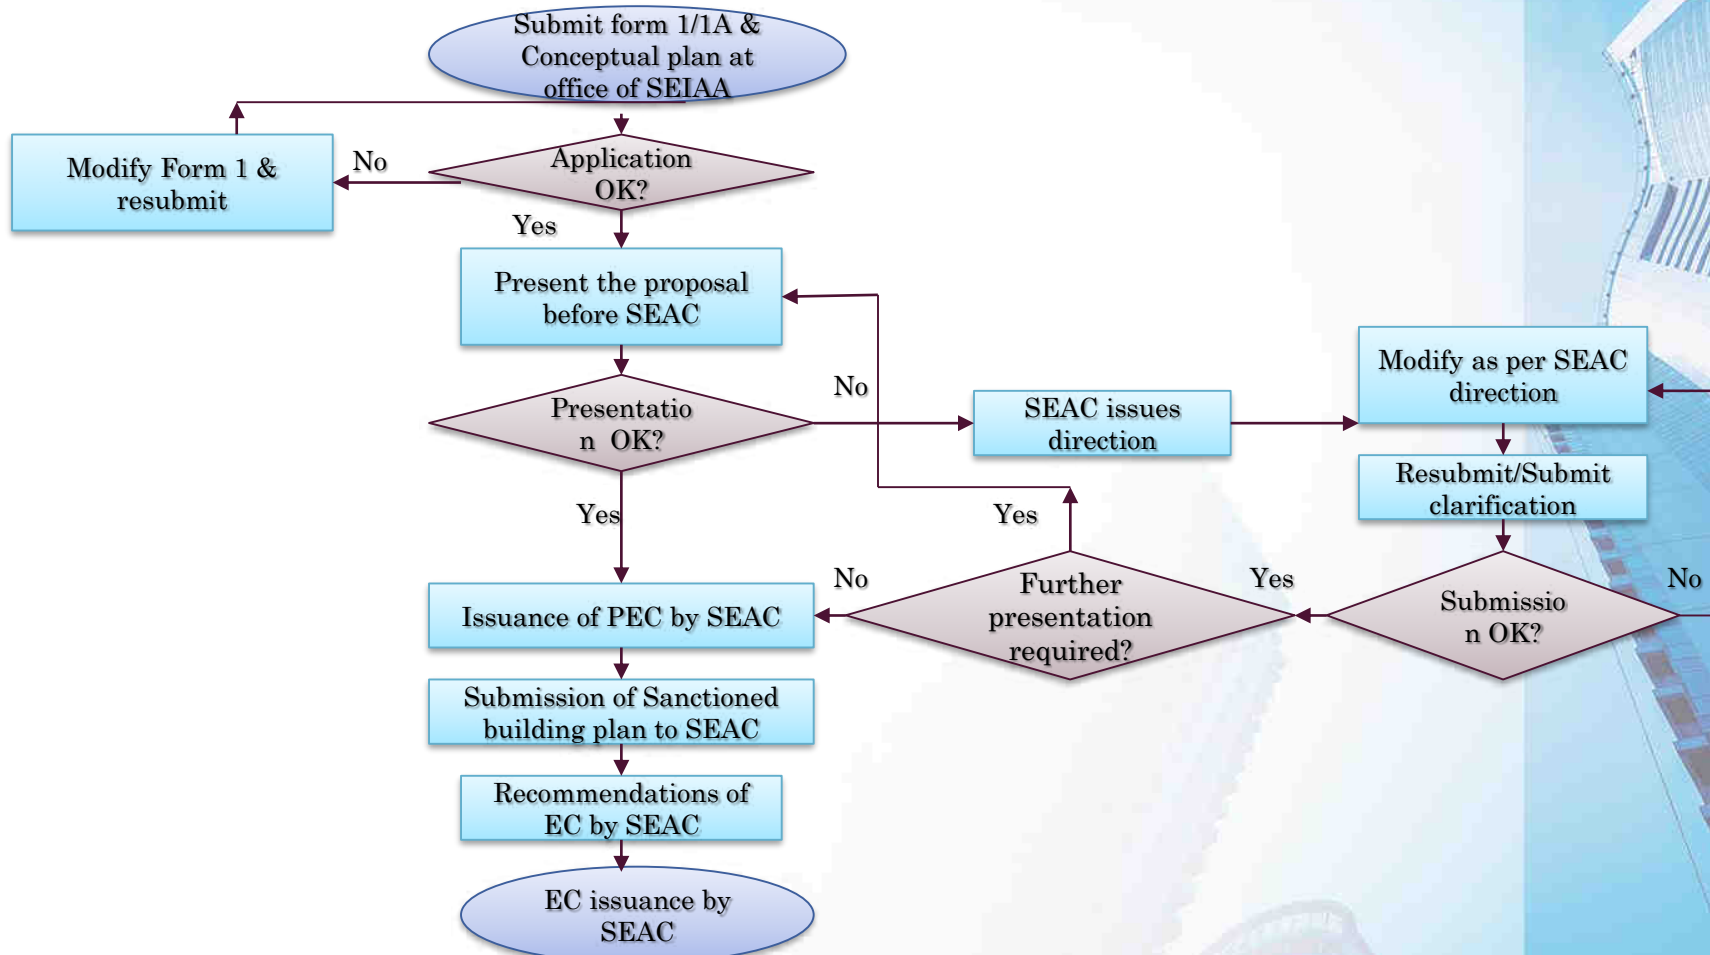 Submit form 1/1A &
Conceptual plan at
office of SEIAA
Modify Form 1 &
resubmit
No
Application
OK?
Yes
Present the proposal
before SEAC
No
Presentatio
n OK?
SEAC issues
direction
Modify as per SEAC
direction
Resubmit/Submit
clarification
Yes
Yes
Issuance of PEC by SEAC
No
Further
presentation
required?
Yes
Submissio
n OK?
No
Submission of Sanctioned
building plan to SEAC
Recommendations of
EC by SEAC
EC issuance by
SEAC